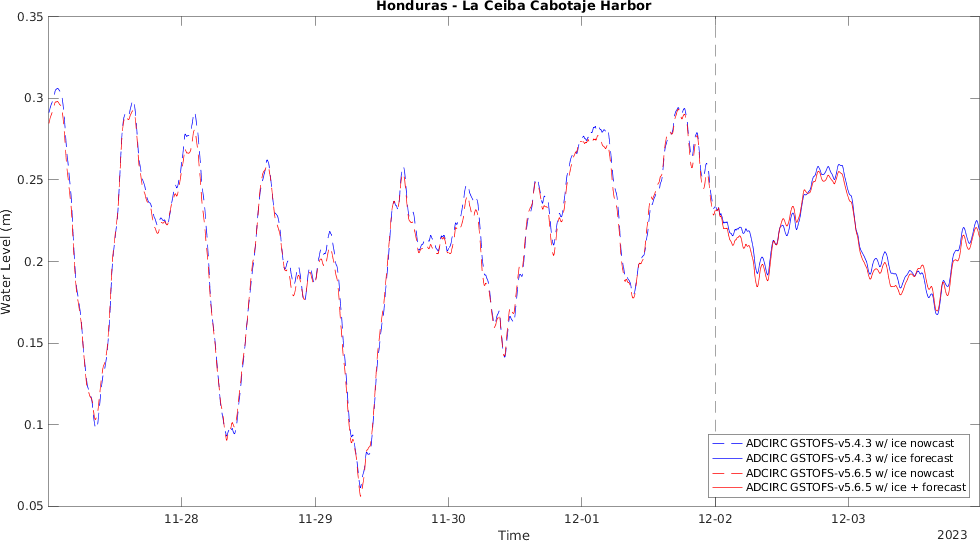 Honduras - La Ceiba Cabotaje Harbor
0.35
0.3
0.25
0.2
0.15
0.1
0.05
Water Level (m)
ADCIRC GSTOFS-v5.4.3 w/ ice nowcast
ADCIRC GSTOFS-v5.4.3 w/ ice forecast
ADCIRC GSTOFS-v5.6.5 w/ ice nowcast
ADCIRC GSTOFS-v5.6.5 w/ ice + forecast
11-28 11-29 11-30 12-01 12-02 12-03
Time
2023